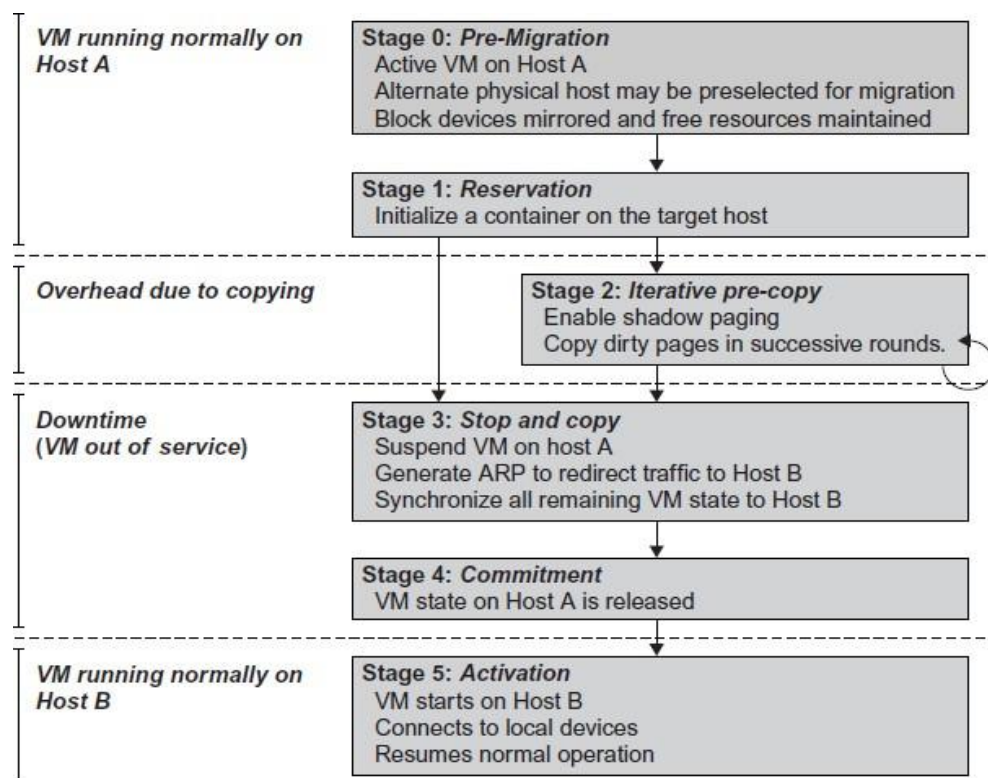 VM running normally on
Host A
Stage 0: Pre-Migration
Active VM on Host A
Alternate physical host may be preselected for migration
Block devices mirrored and free resources maintained
Stage 1: Reservation
Initialize a container on the target host
Overhead due to copying
Stage 2: Iterative pre-copy
Enable shadow paging
Copy dirty pages in successive rounds.
Downtime
(VM out of service)
Stage 3: Stop and copy
Suspend VM on host A
Generate ARP to redirect traffic to Host B
Synchronize all remaining VM state to Host B
Stage 4: Commitment
VM state on Host A is released
VM running normally on
Host B
Stage 5: Activation
VM starts on Host B
Connects to local devices
Resumes normal operation